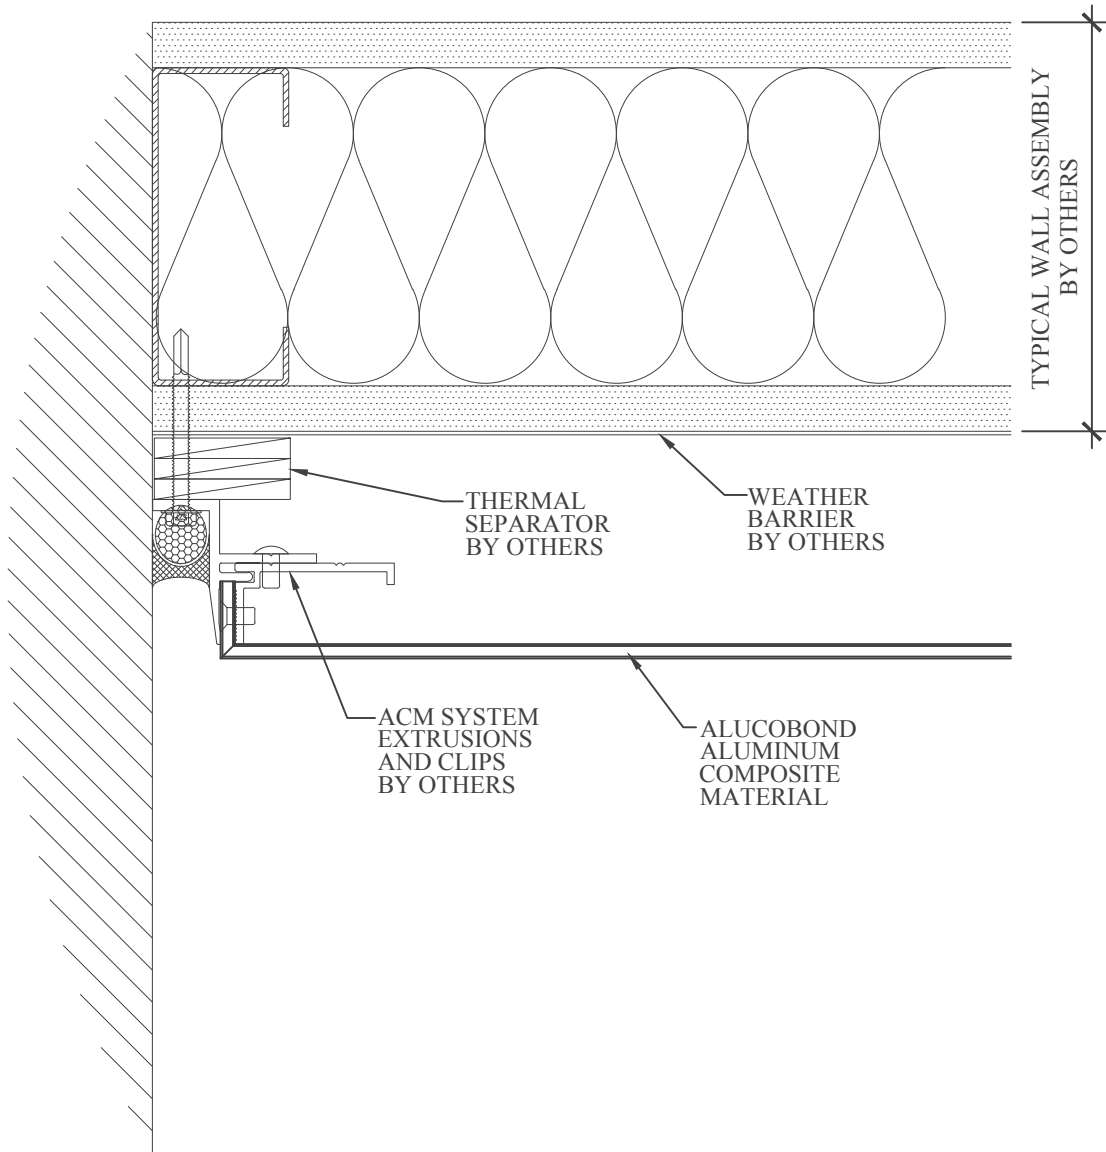 TYPICAL WALL ASSEMBLY
BY OTHERS
THERMAL
SEPARATOR
BY OTHERS
WEATHER
BARRIER
BY OTHERS
ACM SYSTEM
EXTRUSIONS
AND CLIPS
BY OTHERS
ALUCOBOND
ALUMINUM
COMPOSITE
MATERIAL